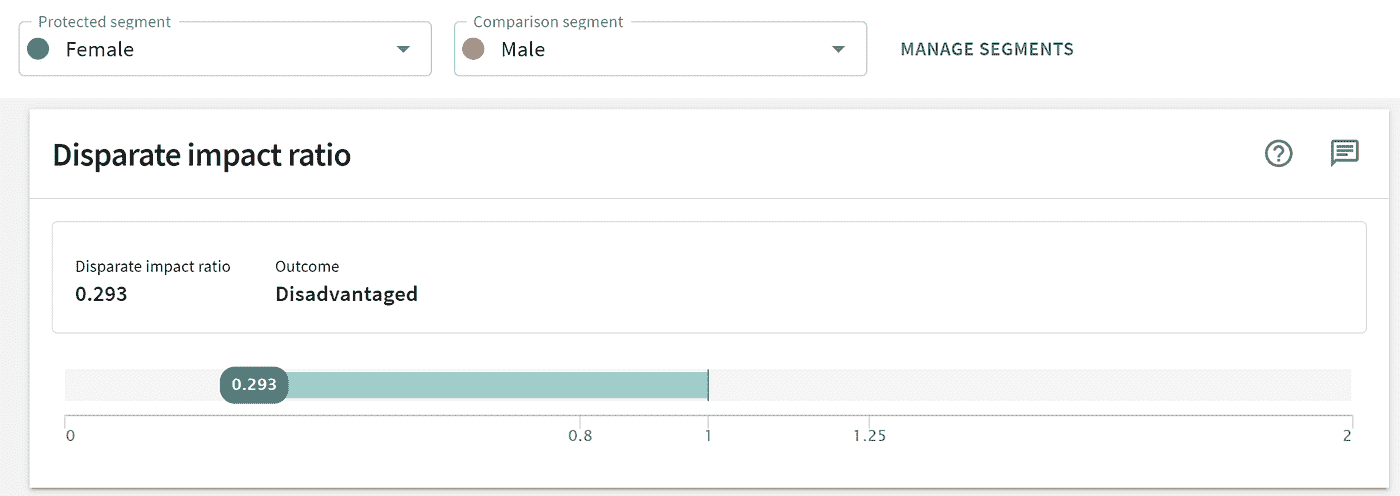 Protected segment
Female
Comparison segment
Male
MANAGE SEGMENTS
Disparate impact ratio
Disparate impact ratio
0.293
Outcome
Disadvantaged
0.293
0 0.8 1 1.25 2